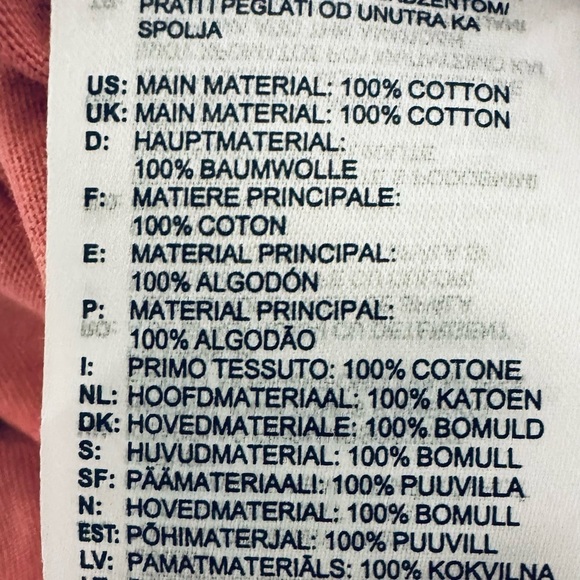 PRATI I PEGLATI OD UNUTRA KA
SPOLJA
US: MAIN MATERIAL: 100% COTTON
UK: MAIN MATERIAL: 100% COTTON
D: HAUPTMATERIAL:
100% BAUMWOLLE
F: MATIERE PRINCIPALE:
100% COTON
E: MATERIAL PRINCIPAL:
100% ALGODÓN
P: MATERIAL PRINCIPAL:
100% ALGODÃO
I: PRIMO TESSUTO: 100% COTONE
NL: HOOFDMATERIAAL: 100% KATOEN
DK: HOVEDMATERIALE: 100% BOMULD
S: HUVUDMATERIAL: 100% BOMULL
SF: PÄÄMATERIAALI: 100% PUUVILLA
N: HOVEDMATERIAL: 100% BOMULL
EST: PÕHIMATERJAL: 100% PUUVILL
LV: PAMATMATERIĀLS: 100% KOKVILNA